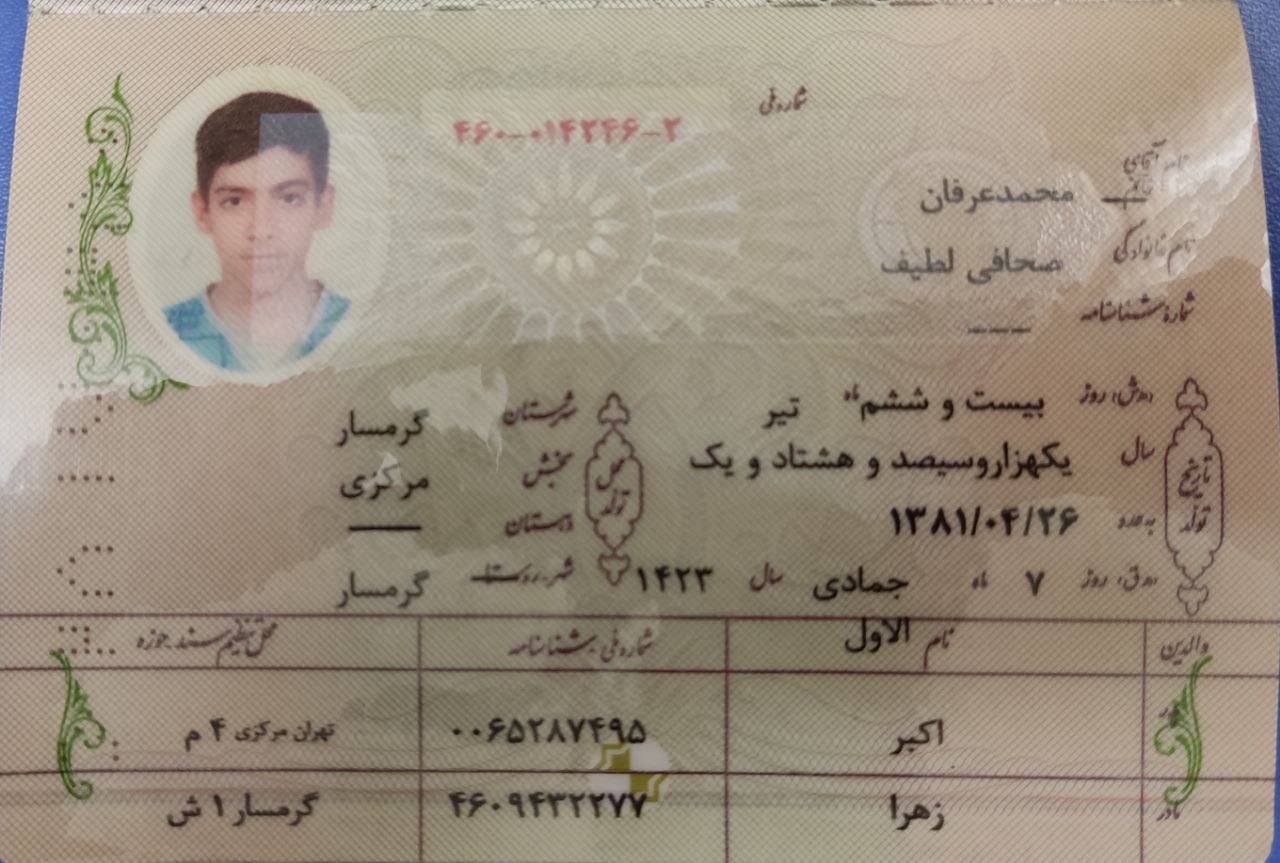 شماره ملی
۴۶۰-۰۱۴۲۴۶-۲
نام آقای
خانم
محمدعرفان
نام خانوادگی صحافی لطیف
شمارهٔ شناسنامه ---
تاریخ تولد
(ه.ش) روز بیست و ششم ماه تیر
سال یکهزاروسیصد و هشتاد و یک
۱۳۸۱/۰۴/۲۶
(ه.ق) روز ۷ ماه جمادی الاول سال ۱۴۲۳
محل تولد
شهرستان گرمسار
بخش مرکزی
دهستان ——
شهر-روستا گرمسار
والدین نام شماره ملی-شناسنامه محل تنظیم سند-حوزه
اکبر ۰۰۶۵۲۸۷۴۹۵ تهران مرکزی ۴ م
مادر زهرا ۴۶۰۹۴۳۲۲۷۷ گرمسار ۱ ش